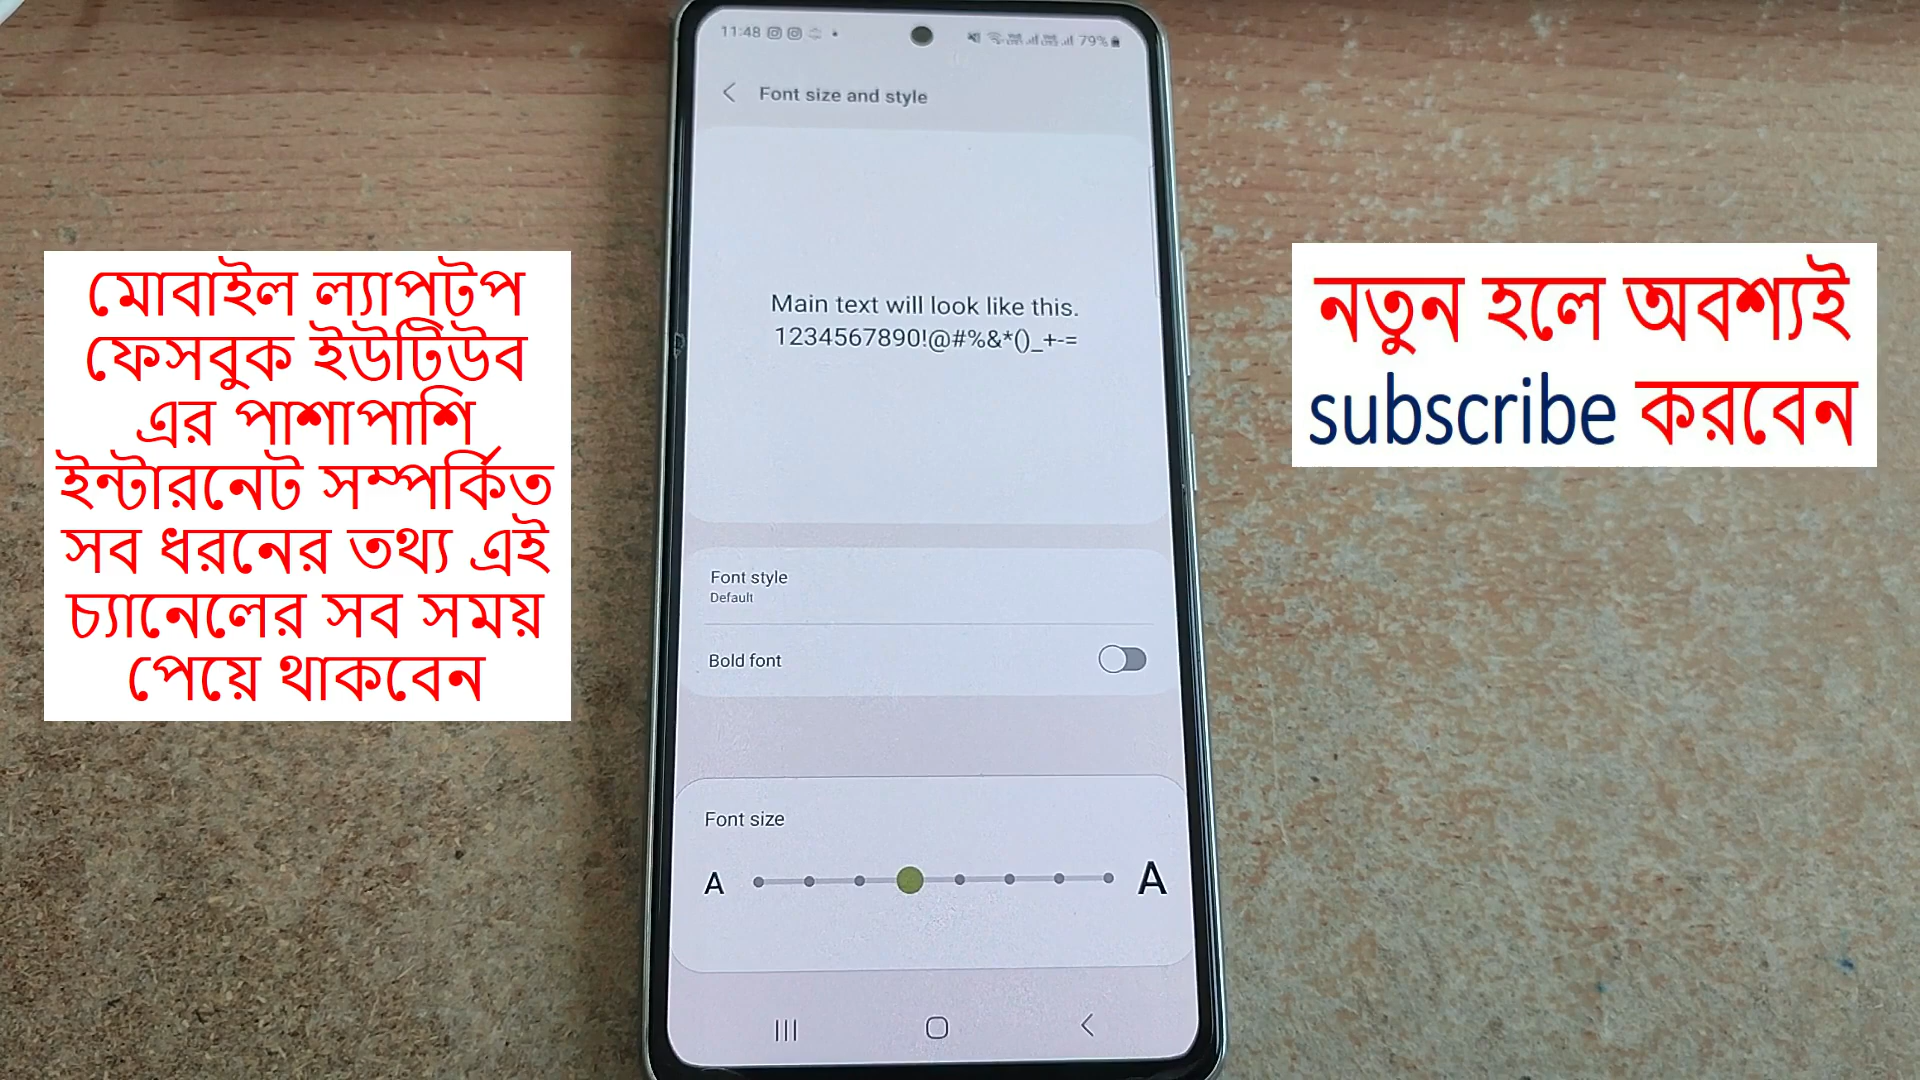 11:48
79%
Font size and style
Main text will look like this.
1234567890!@#%&*()_+-=
Font style
Default
Bold font
Font size
A A
মোবাইল ল্যাপটপ
ফেসবুক ইউটিউব
এর পাশাপাশি
ইন্টারনেট সম্পর্কিত
সব ধরনের তথ্য এই
চ্যানেলের সব সময়
পেয়ে থাকবেন
নতুন হলে অবশ্যই
subscribe করবেন